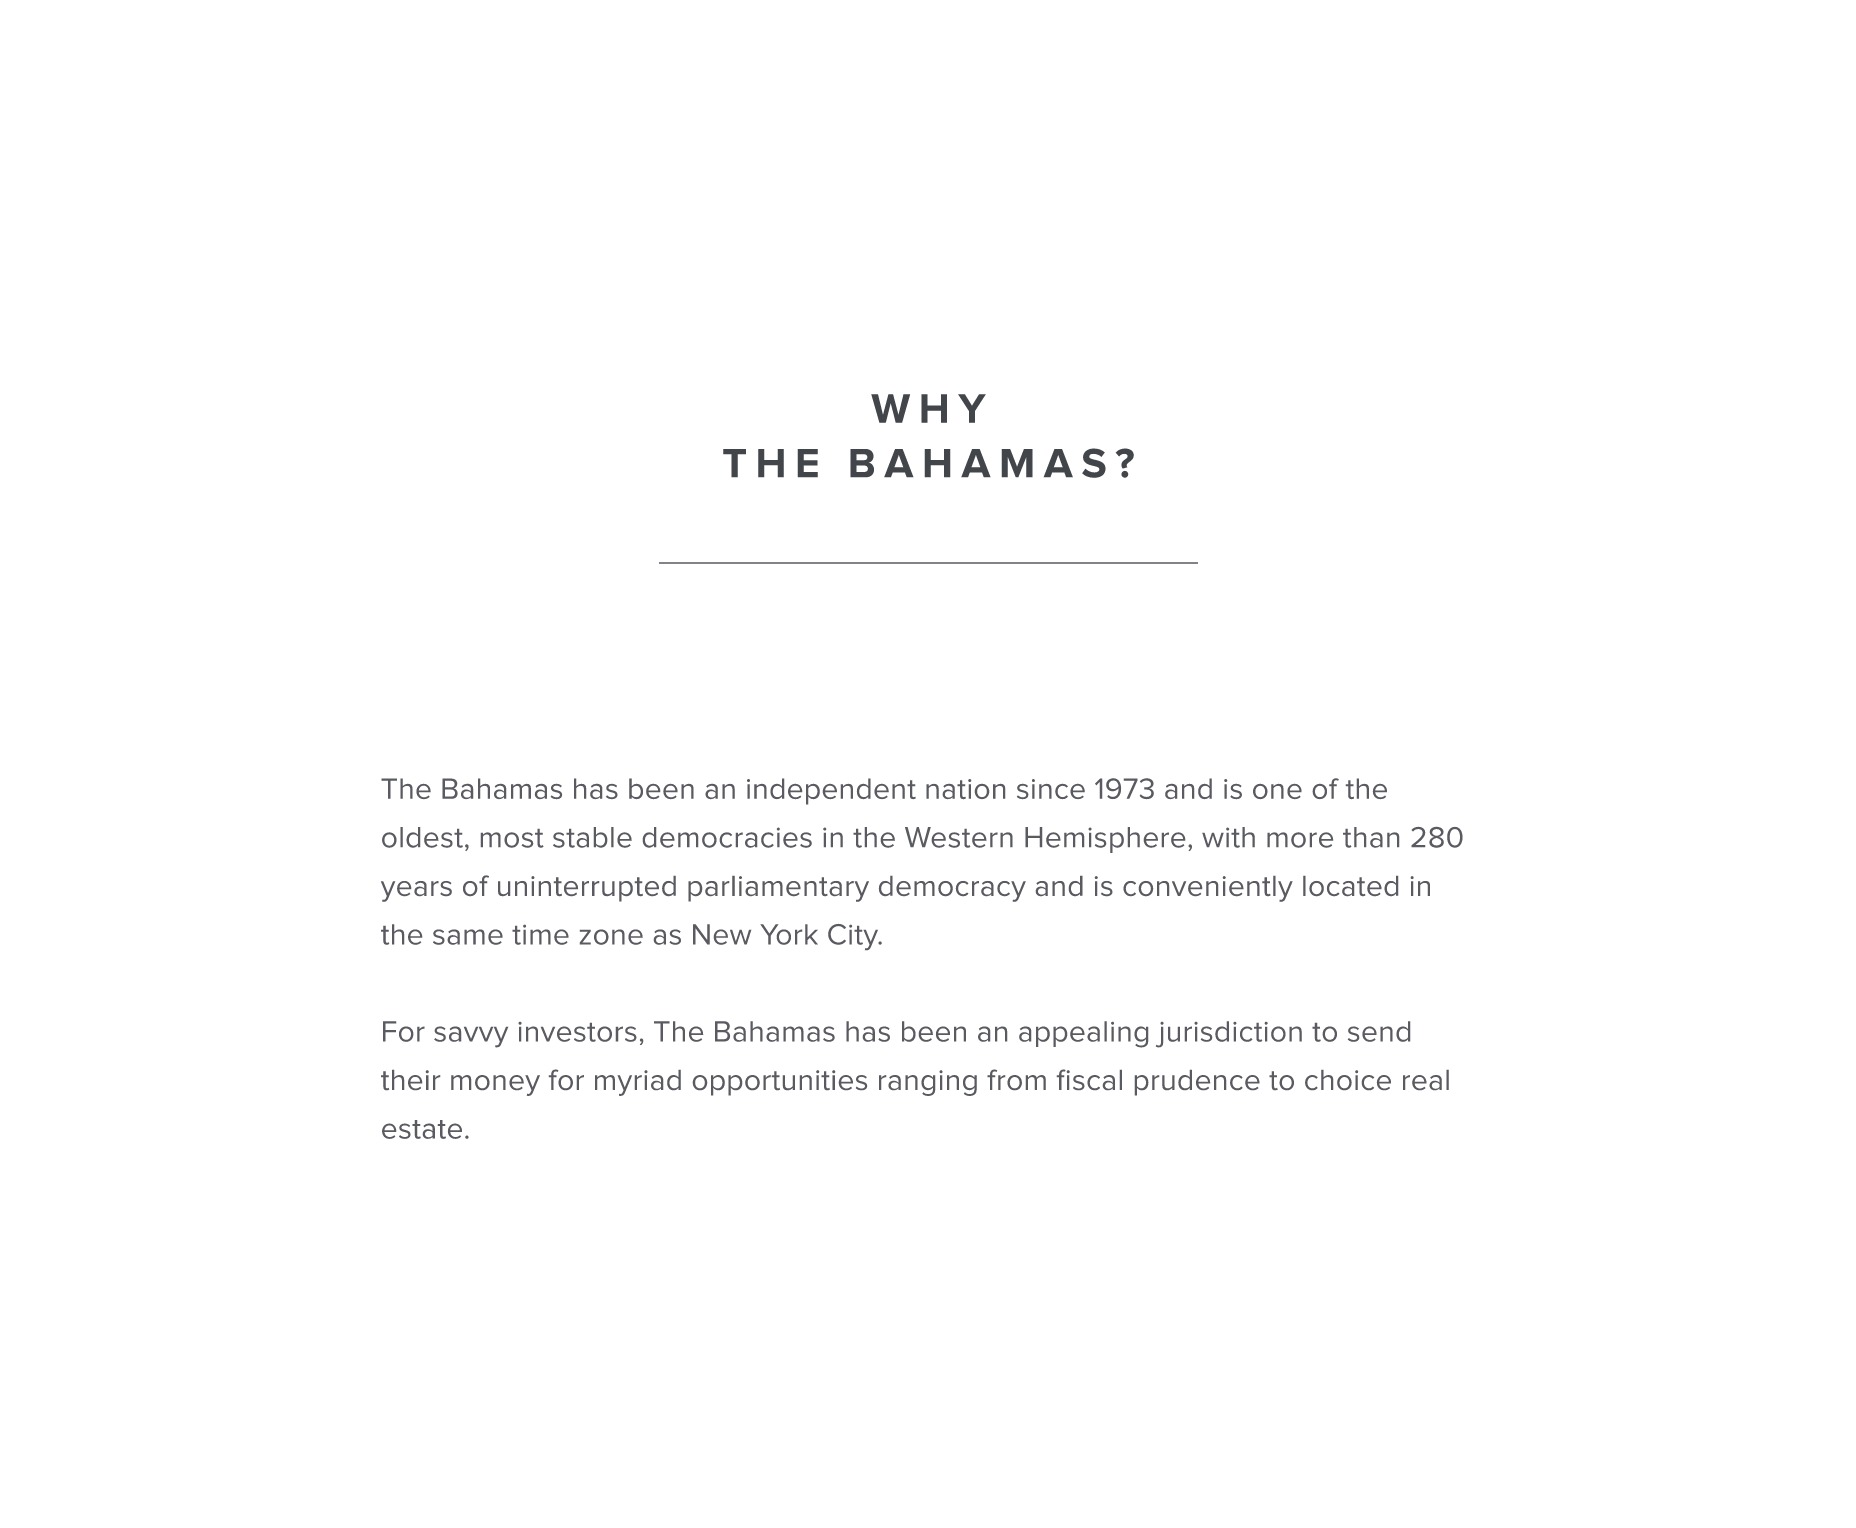 WHY
THE BAHAMAS?
The Bahamas has been an independent nation since 1973 and is one of the
oldest, most stable democracies in the Western Hemisphere, with more than 280
years of uninterrupted parliamentary democracy and is conveniently located in
the same time zone as New York City.
For savvy investors, The Bahamas has been an appealing jurisdiction to send
their money for myriad opportunities ranging from fiscal prudence to choice real
estate.